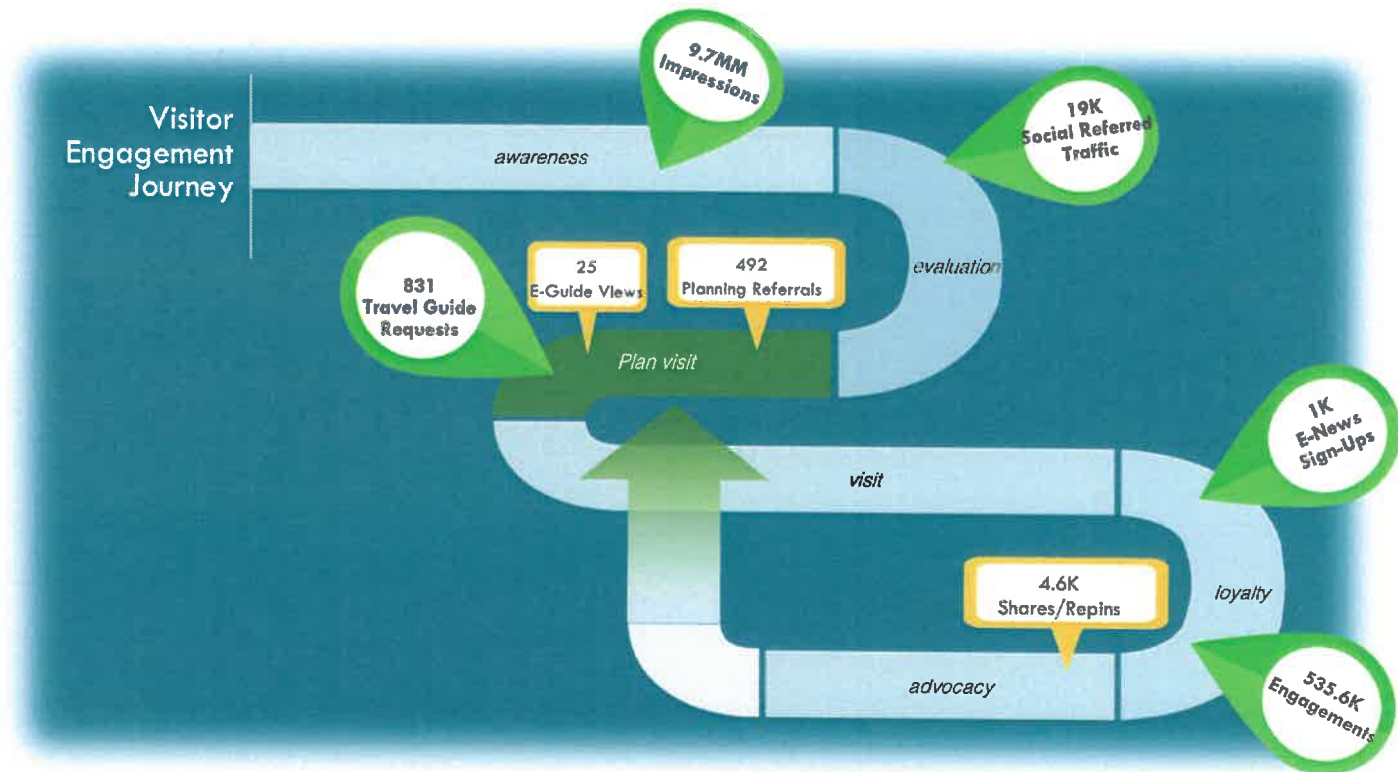 Visitor
Engagement
Journey
awareness
9.7MM
Impressions
19K
Social Referred
Traffic
evaluation
831
Travel Guide
Requests
25
E-Guide Views
492
Planning Referrals
Plan visit
visit
1K
E-News
Sign-Ups
loyalty
4.6K
Shares/Repins
advocacy
535.6K
Engagements